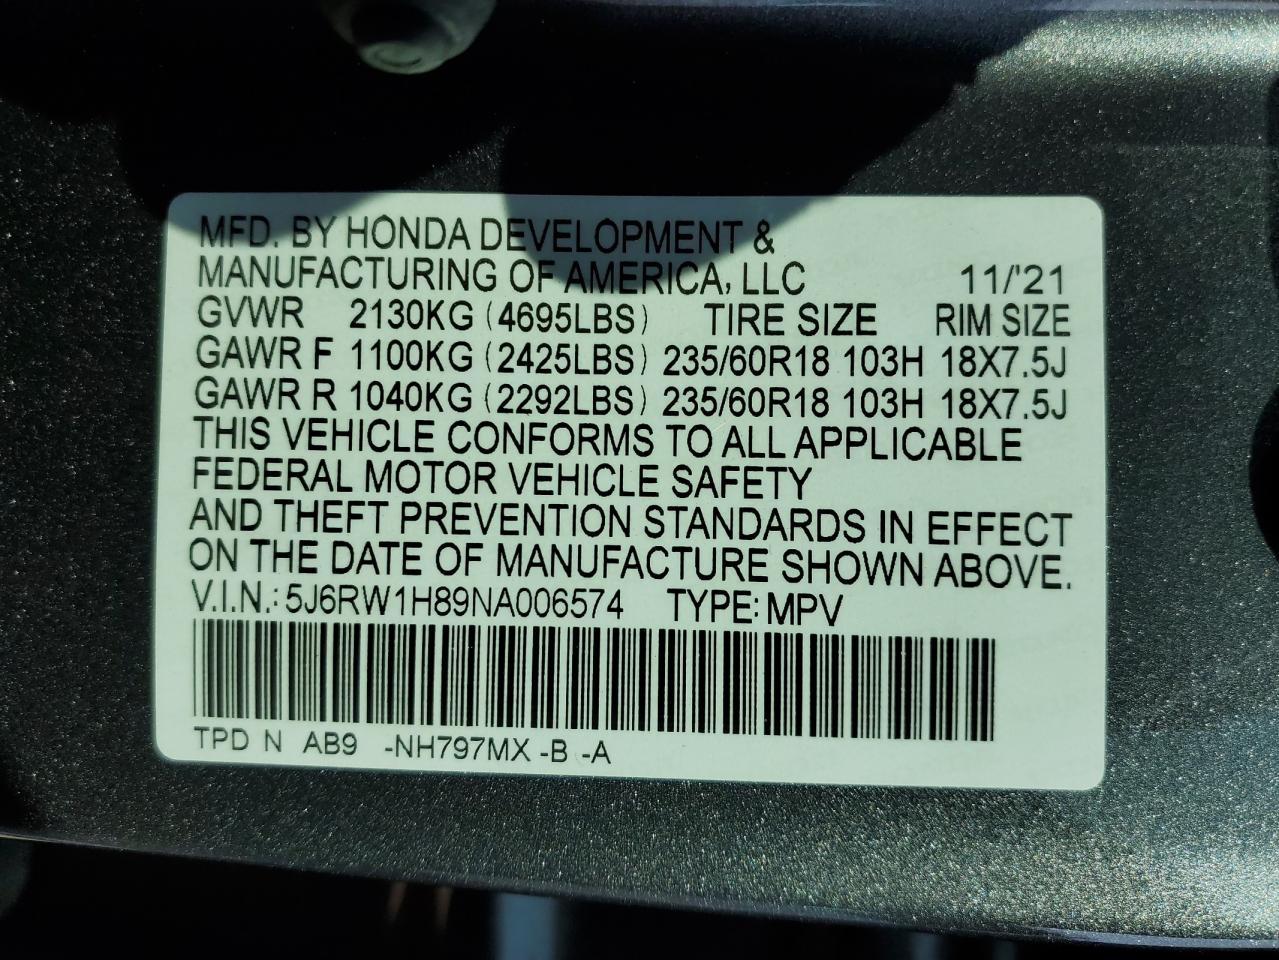 MFD. BY HONDA DEVELOPMENT &
MANUFACTURING OF AMERICA, LLC 11/'21
GVWR 2130KG (4695LBS) TIRE SIZE RIM SIZE
GAWR F 1100KG (2425LBS) 235/60R18 103H 18X7.5J
GAWR R 1040KG (2292LBS) 235/60R18 103H 18X7.5J
THIS VEHICLE CONFORMS TO ALL APPLICABLE
FEDERAL MOTOR VEHICLE SAFETY
AND THEFT PREVENTION STANDARDS IN EFFECT
ON THE DATE OF MANUFACTURE SHOWN ABOVE.
V.I.N.: 5J6RW1H89NA006574 TYPE: MPV
TPD N AB9 -NH797MX -B -A